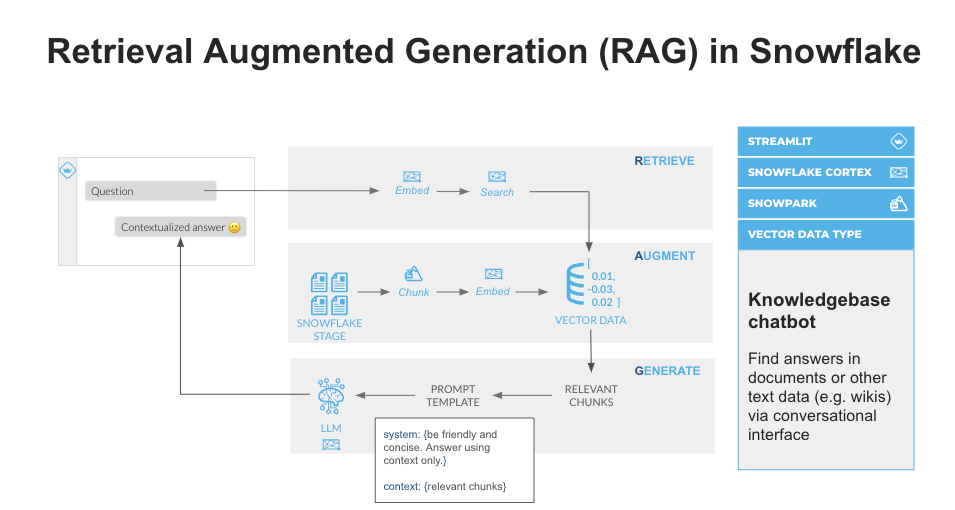 Retrieval Augmented Generation (RAG) in Snowflake
Question
Contextualized answer 🙂
RETRIEVE
Embed
Search
AUGMENT
SNOWFLAKE
STAGE
Chunk
Embed
[
0.01,
-0.03,
0.02 ]
VECTOR DATA
GENERATE
LLM
PROMPT
TEMPLATE
RELEVANT
CHUNKS
system: {be friendly and
concise. Answer using
context only.}
context: {relevant chunks}
STREAMLIT
SNOWFLAKE CORTEX
SNOWPARK
VECTOR DATA TYPE
Knowledgebase
chatbot
Find answers in
documents or other
text data (e.g. wikis)
via conversational
interface